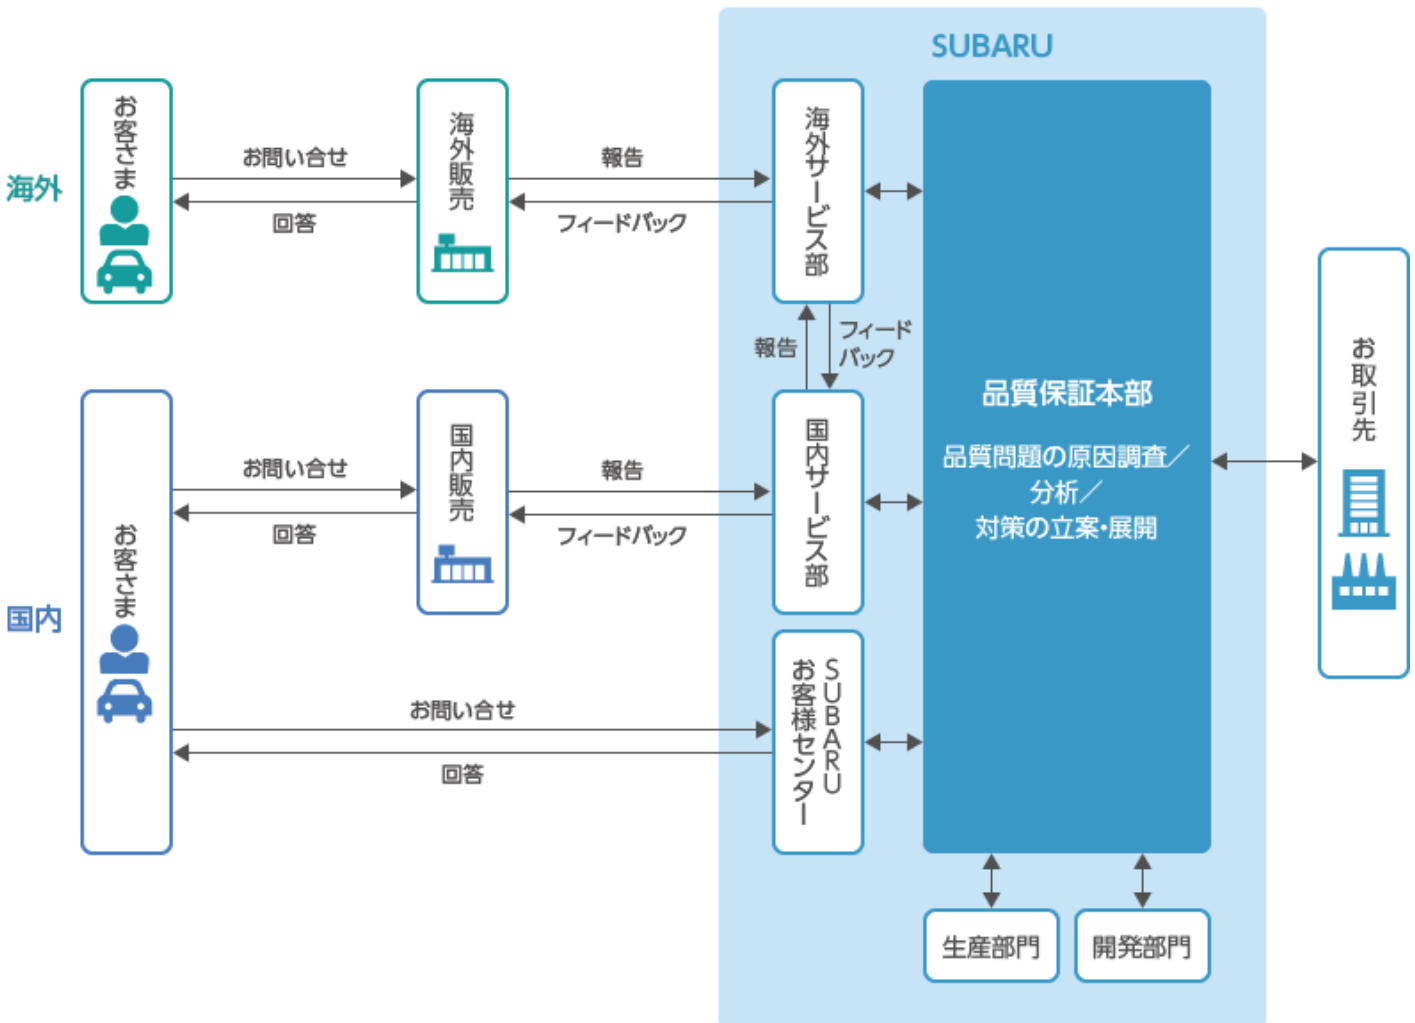 SUBARU
海外
お客さま
お問い合せ
回答
海外販売
報告
フィードバック
海外サービス部
報告
フィード
バック
国内
お客さま
お問い合せ
回答
国内販売
報告
フィードバック
国内サービス部
お問い合せ
回答
SUBARU
お客様センター
品質保証本部
品質問題の原因調査／
分析／
対策の立案・展開
お取引先
生産部門
開発部門